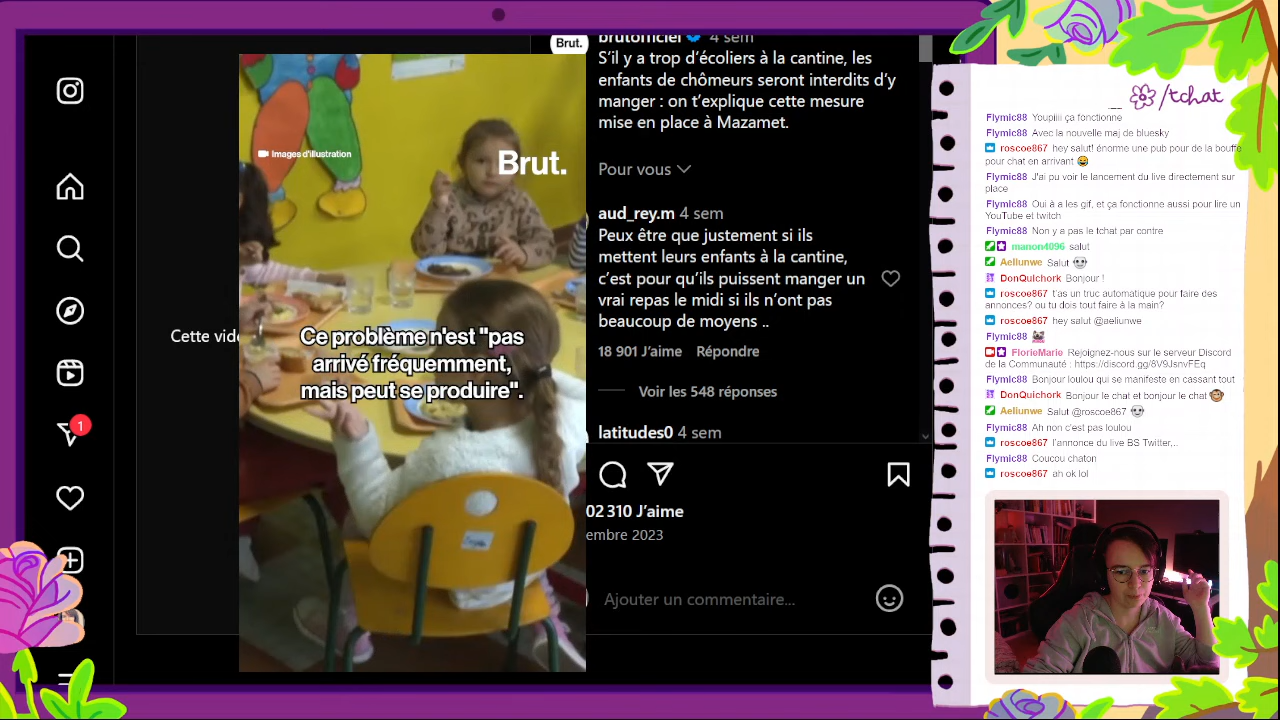 Brut.
brutofficiel 4 sem
S'il y a trop d'écoliers à la cantine, les
enfants de chômeurs seront interdits d'y
manger : on t'explique cette mesure
mise en place à Mazamet.
Pour vous
aud_rey.m 4 sem
Peux être que justement si ils
mettent leurs enfants à la cantine,
c'est pour qu'ils puissent manger un
vrai repas le midi si ils n'ont pas
beaucoup de moyens ..
18 901 J'aime Répondre
Voir les 548 réponses
latitudes0 4 sem
02 310 J'aime
embre 2023
Ajouter un commentaire...
1
Cette vid
Images d'illustration
Brut.
Ce problème n'est "pas
arrivé fréquemment,
mais peut se produire".
/tchat
Flymic88 Youpiiii ça fonctionne
Flymic88 Avec la nouvelle maj de bluesky
roscoe867 hey salut! énorme une pub pour de la bouffe
pour chat en arrivant
Flymic88 J'ai pu voir le lancement du live directement sur
place
Flymic88 Oui à a les gif, et ça fonctionne aussi pour lire un
YouTube et twitch
Flymic88 Non y a pas le tchat par contre
manon4096 salut
Aeliunwe Salut
DonQuichork Bonjour !
roscoe867 t'as un truc automatique pour faire des
annonces? ou tu dois tout faire à la main?
roscoe867 hey salut @aeliunwe
Flymic88
FlorieMarie Rejoignez-nous sur le serveur Discord
de la Communauté : https://discord.gg/8V9JsnvFEq
Flymic88 Bonjour loulou qui se manifeste en cassant tout
DonQuichork Bonjour le chat et bonjour le chat
Aeliunwe Salut @roscoe867
Flymic88 Ah non c'est pas loulou
roscoe867 l'annonce du live BS Twitter,..
Flymic88 Coucou chaton
roscoe867 ah ok lol